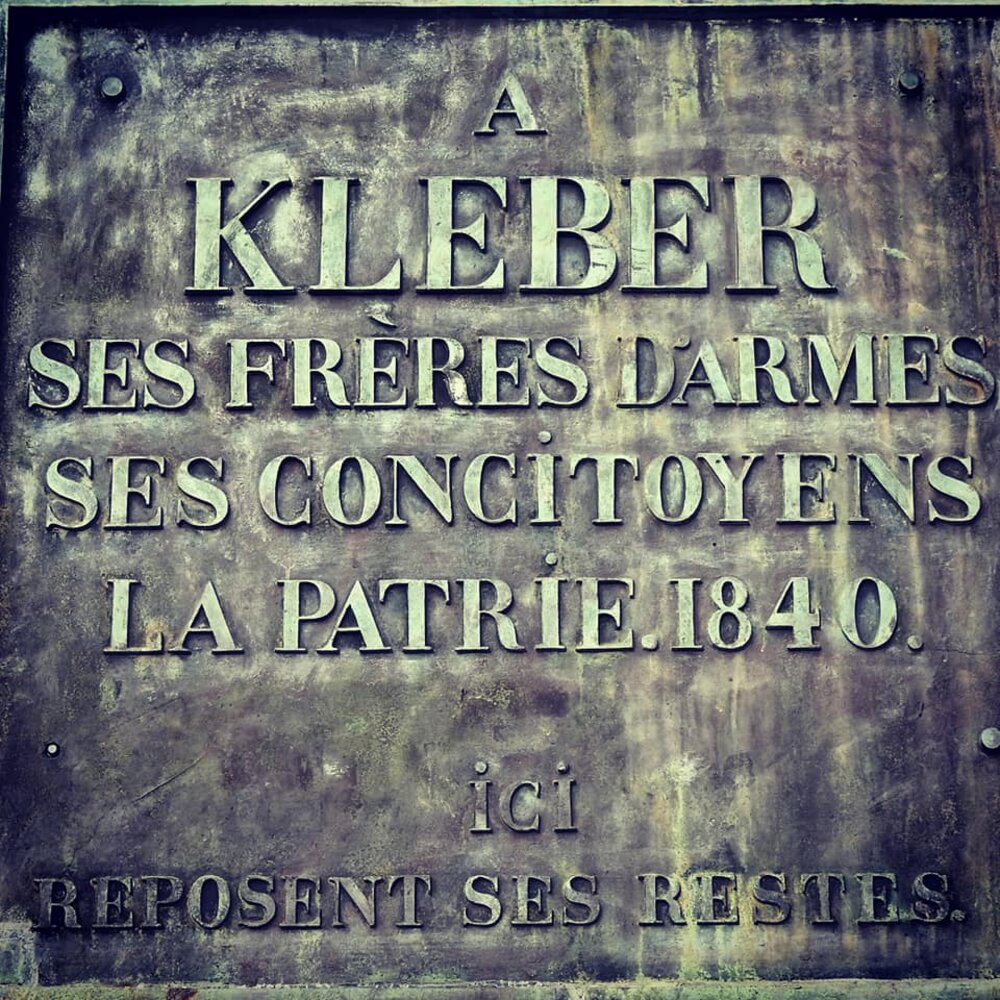 A
KLEBER
SES FRÈRES D'ARMES,
SES CONCiTOYENS
LA PATRiE. 1840.
iCi
REPOSENT SES RESTES.